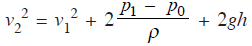 v₂² = v₁² + 2 (p₁ − p₀)/ρ + 2gh